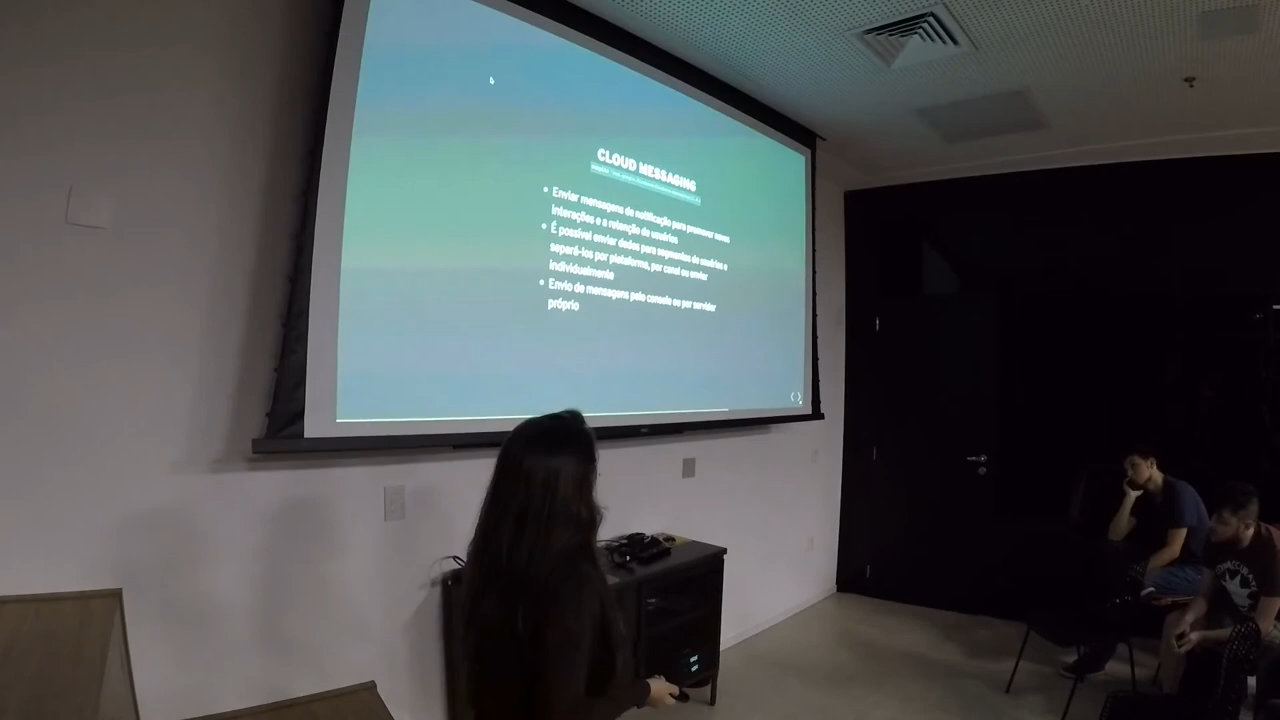 CLOUD MESSAGING
Enviar mensagens de notificação para promover novas
interações e a retenção de usuários
É possível enviar dados para segmentos de usuários e
separá-los por plataforma, por canal ou enviar
individualmente
Envio de mensagens pelo console ou por servidor
próprio